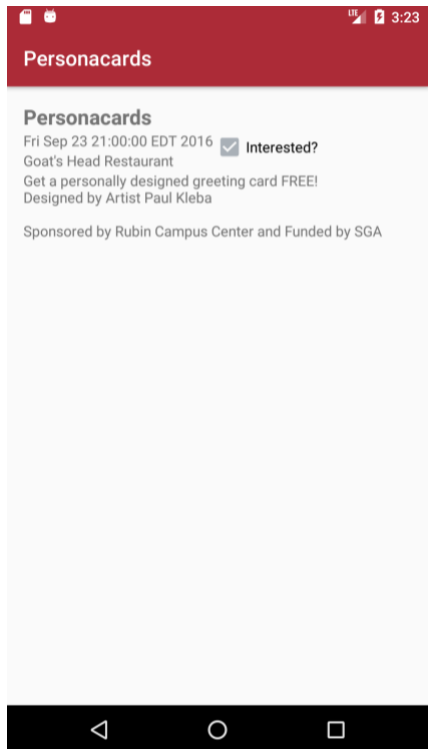 LTE 3:23
Personacards
Personacards
Fri Sep 23 21:00:00 EDT 2016 Interested?
Goat's Head Restaurant
Get a personally designed greeting card FREE!
Designed by Artist Paul Kleba
Sponsored by Rubin Campus Center and Funded by SGA